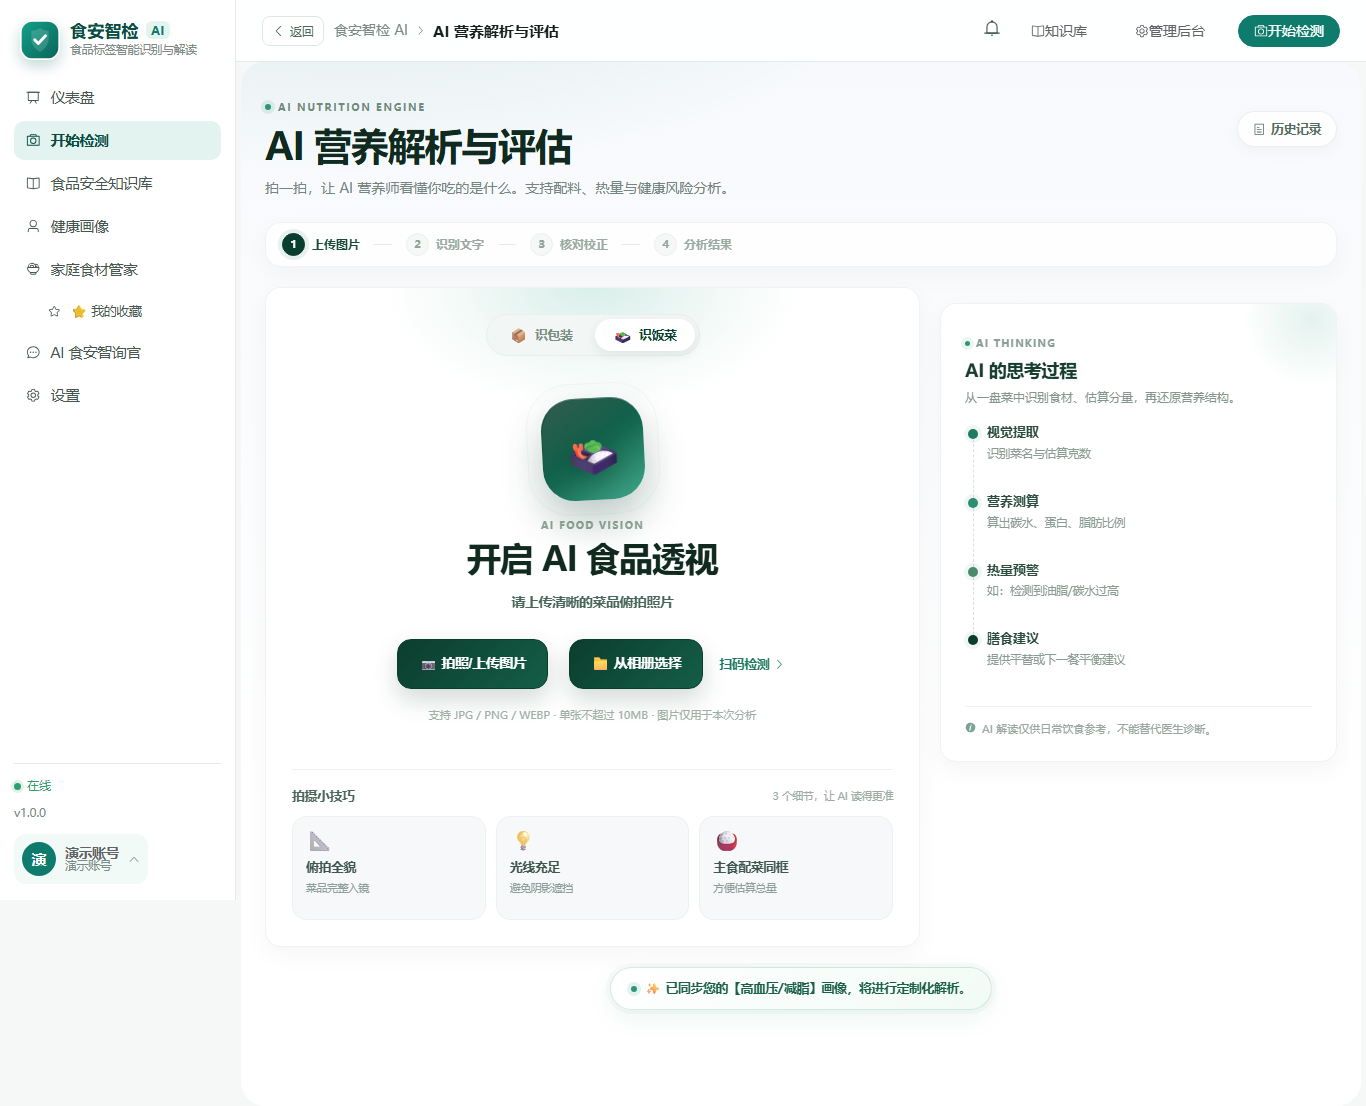 食安智检 AI
食品标签智能识别与解读
仪表盘
开始检测
食品安全知识库
健康画像
家庭食材管家
我的收藏
AI 食安智询官
设置
在线
v1.0.0
演
演示账号
演示账号
返回
食安智检 AI
AI 营养解析与评估
知识库
管理后台
开始检测
AI NUTRITION ENGINE
AI 营养解析与评估
拍一拍，让 AI 营养师看懂你吃的是什么。支持配料、热量与健康风险分析。
历史记录
1 上传图片
2 识别文字
3 核对校正
4 分析结果
识包装
识饭菜
AI FOOD VISION
开启 AI 食品透视
请上传清晰的菜品俯拍照片
拍照/上传图片
从相册选择
扫码检测
支持 JPG / PNG / WEBP · 单张不超过 10MB · 图片仅用于本次分析
拍摄小技巧
3 个细节，让 AI 读得更准
俯拍全貌
菜品完整入镜
光线充足
避免阴影遮挡
主食配菜同框
方便估算总量
AI THINKING
AI 的思考过程
从一盘菜中识别食材、估算分量，再还原营养结构。
视觉提取
识别菜名与估算克数
营养测算
算出碳水、蛋白、脂肪比例
热量预警
如：检测到油脂/碳水过高
膳食建议
提供平替或下一餐平衡建议
AI 解读仅供日常饮食参考，不能替代医生诊断。
已同步您的【高血压/减脂】画像，将进行定制化解析。